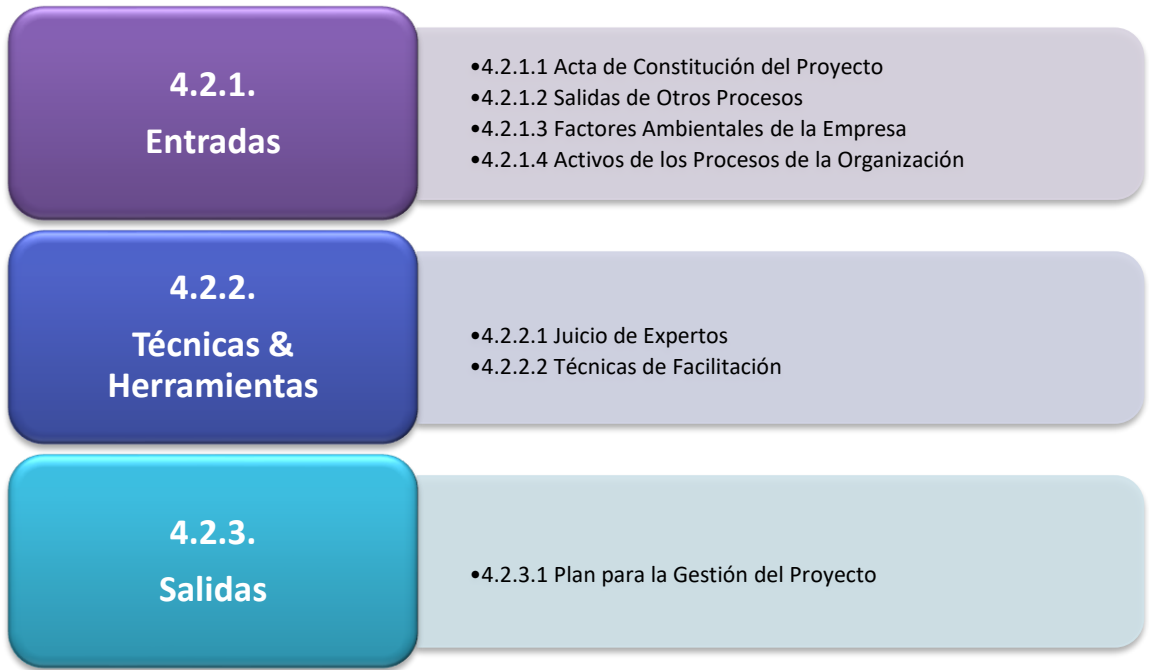 4.2.1.
Entradas
•4.2.1.1 Acta de Constitución del Proyecto
•4.2.1.2 Salidas de Otros Procesos
•4.2.1.3 Factores Ambientales de la Empresa
•4.2.1.4 Activos de los Procesos de la Organización
4.2.2.
Técnicas &
Herramientas
•4.2.2.1 Juicio de Expertos
•4.2.2.2 Técnicas de Facilitación
4.2.3.
Salidas
•4.2.3.1 Plan para la Gestión del Proyecto